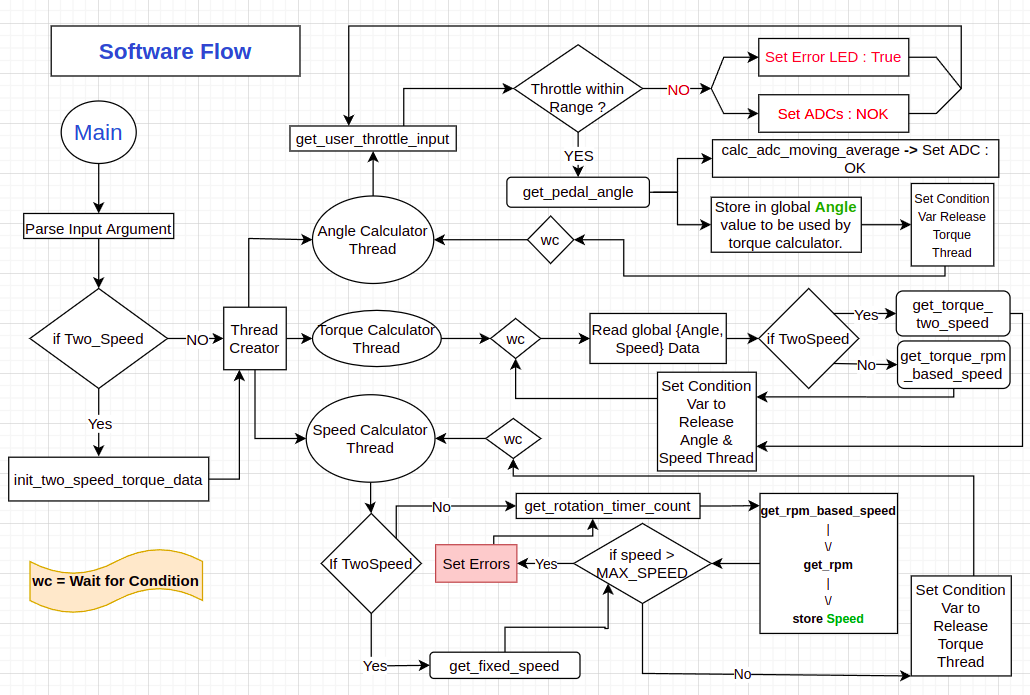 Software Flow
Main
Parse Input Argument
if Two_Speed
NO
Yes
init_two_speed_torque_data
Thread
Creator
wc = Wait for Condition
get_user_throttle_input
Throttle within
Range ?
NO
Set Error LED : True
Set ADCs : NOK
YES
get_pedal_angle
calc_adc_moving_average -> Set ADC :
OK
Store in global Angle
value to be used by
torque calculator.
Set Condition
Var Release
Torque
Thread
Angle Calculator
Thread
wc
Torque Calculator
Thread
wc
Read global {Angle,
Speed} Data
if TwoSpeed
Yes
get_torque_
two_speed
No
get_torque_rpm
_based_speed
Set Condition
Var to
Release
Angle &
Speed Thread
Speed Calculator
Thread
wc
If TwoSpeed
No
get_rotation_timer_count
get_rpm_based_speed
|
\/
get_rpm
|
\/
store Speed
if speed >
MAX_SPEED
Yes
Set Errors
Yes
get_fixed_speed
No
Set Condition
Var to
Release
Torque
Thread